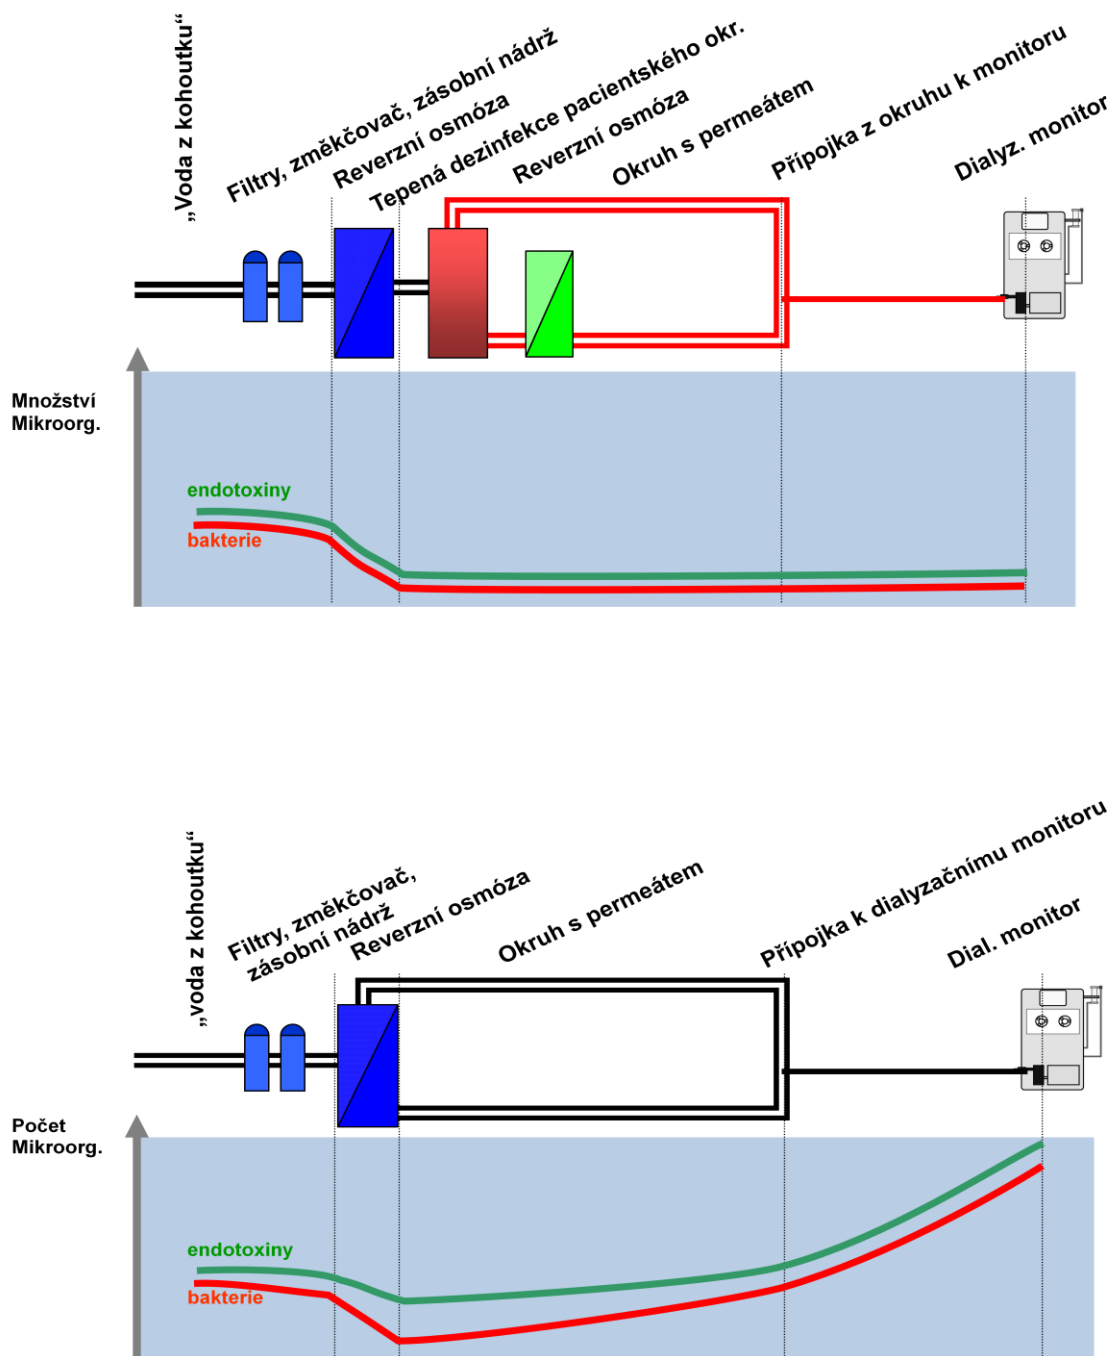 „Voda z kohoutku“
Filtry, změkčovač, zásobní nádrž
Reverzní osmóza
Tepená dezinfekce pacientského okr.
Reverzní osmóza
Okruh s permeátem
Přípojka z okruhu k monitoru
Dialyz. monitor
Množství
Mikroorg.
endotoxiny
bakterie
„voda z kohoutku“
Filtry, změkčovač,
zásobní nádrž
Reverzní osmóza
Okruh s permeátem
Přípojka k dialyzačnímu monitoru
Dial. monitor
Počet
Mikroorg.
endotoxiny
bakterie